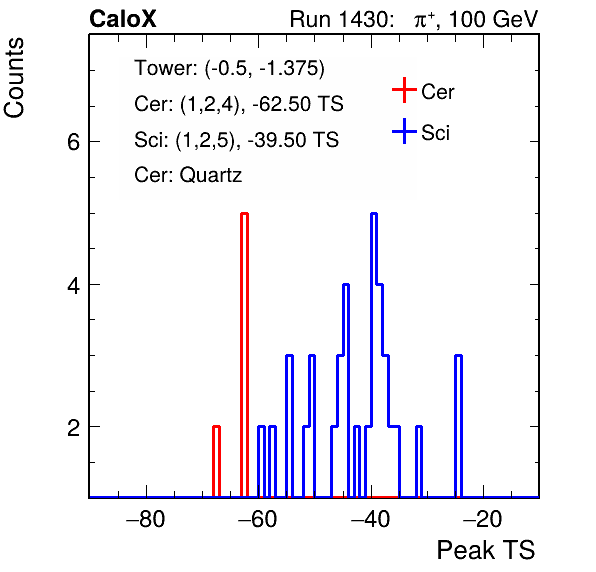 CaloX Run 1430: π⁺, 100 GeV
Counts
Tower: (-0.5, -1.375)
Cer: (1,2,4), -62.50 TS
Sci: (1,2,5), -39.50 TS
Cer: Quartz
Cer
Sci
6
4
2
−80 −60 −40 −20
Peak TS